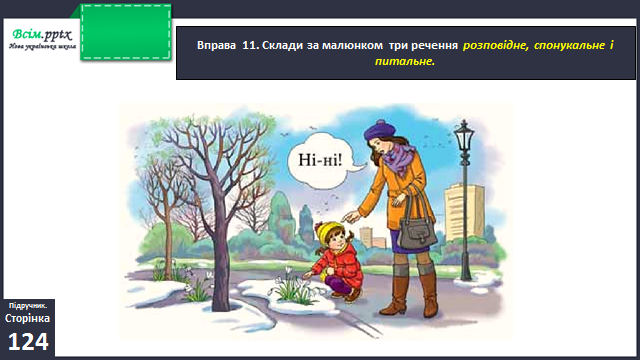 Всім.pptx
Нова українська школа
Вправа 11. Склади за малюнком три речення розповідне, спонукальне і
питальне.
Ні-ні!
Підручник.
Сторінка
124